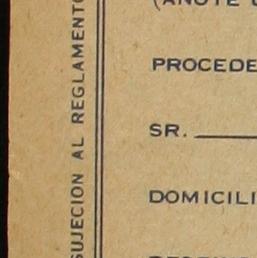 (ANOTE
PROCEDE
SR.
DOMICILI
SUJECION AL REGLAMENTO